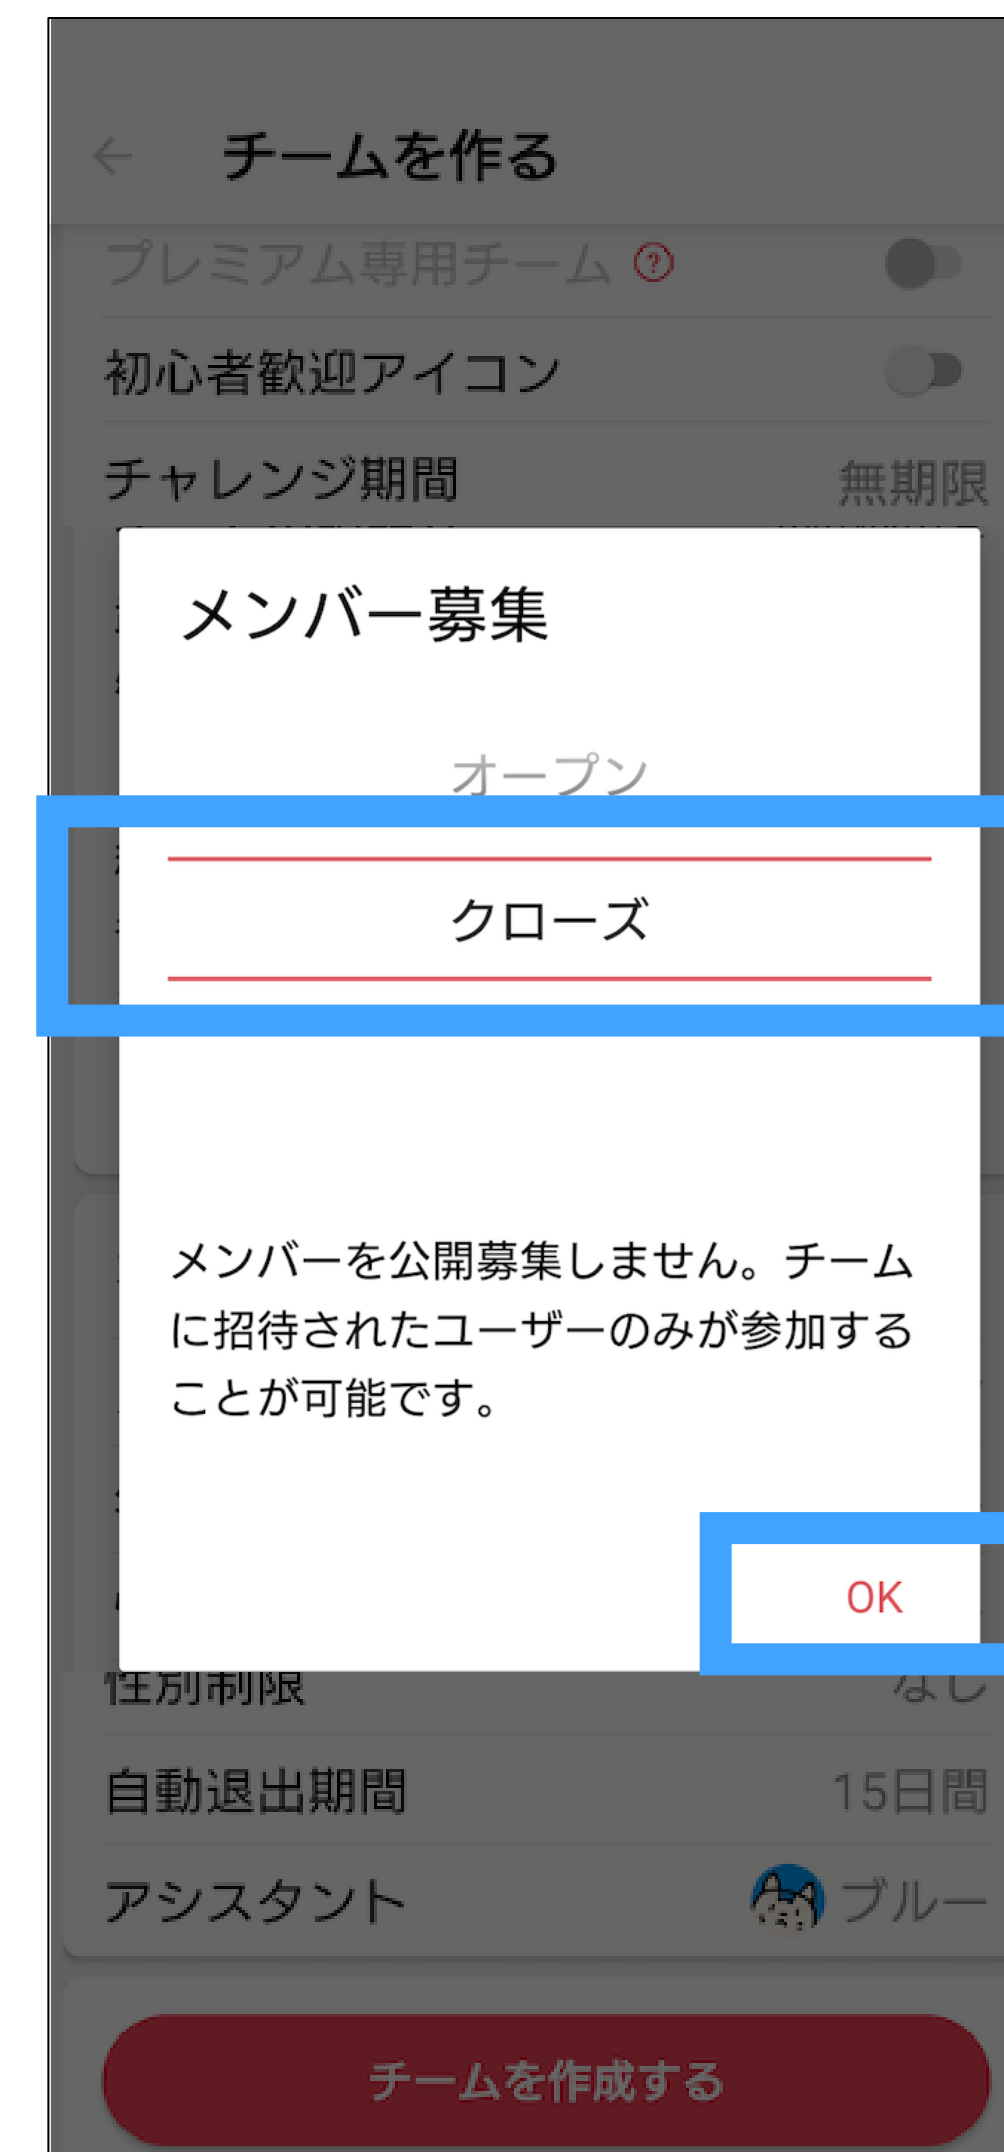 チームを作る
プレミアム専用チーム ?
初心者歓迎アイコン
チャレンジ期間 無期限
メンバー募集
オープン
クローズ
メンバーを公開募集しません。チーム
に招待されたユーザーのみが参加する
ことが可能です。
OK
性別制限 なし
自動退出期間 15日間
アシスタント ブルー
チームを作成する